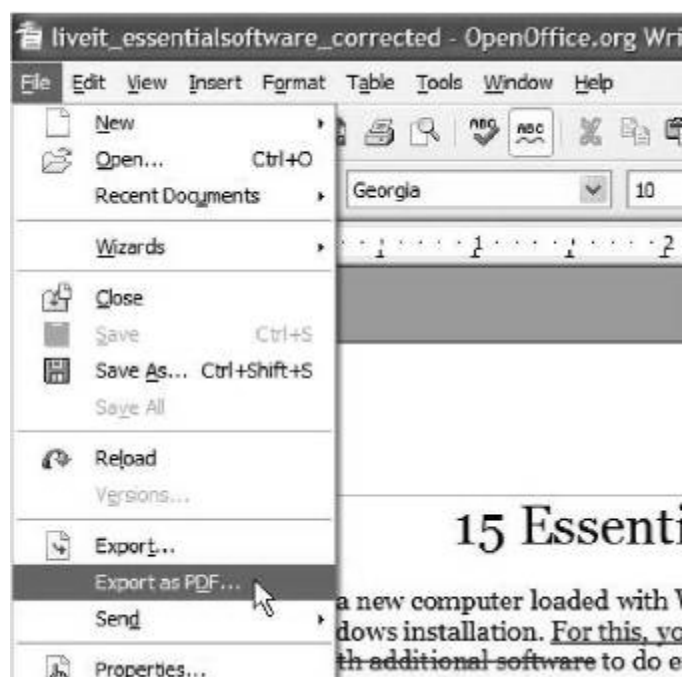 liveit_essentialsoftware_corrected - OpenOffice.org Wri
File Edit View Insert Format Table Tools Window Help
New
Open... Ctrl+O
Recent Documents
Georgia 10
Wizards
1 2
Close
Save Ctrl+S
Save As... Ctrl+Shift+S
Save All
Reload
Versions...
Export...
Export as PDF...
Send
Properties...
15 Essenti
a new computer loaded with W
dows installation. For this, yo
th additional software to do e